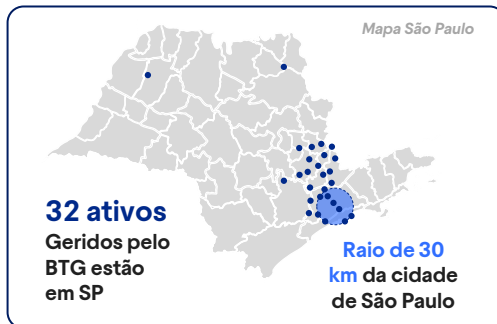 Mapa São Paulo
32 ativos
Geridos pelo
BTG estão
em SP
Raio de 30
km da cidade
de São Paulo